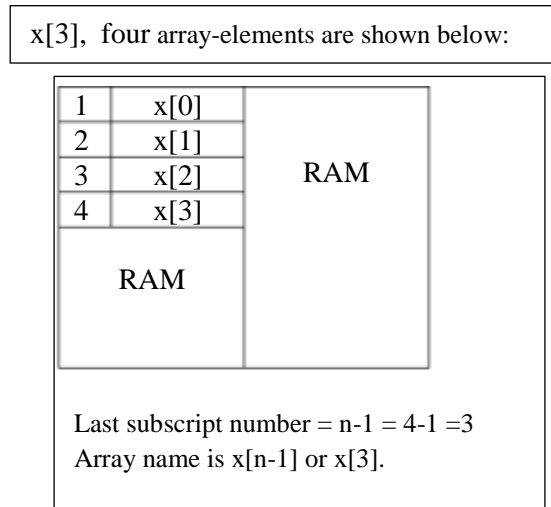 x[3], four array-elements are shown below:
1 x[0]
2 x[1]
3 x[2]
4 x[3]
RAM
RAM
Last subscript number = n-1 = 4-1 =3
Array name is x[n-1] or x[3].